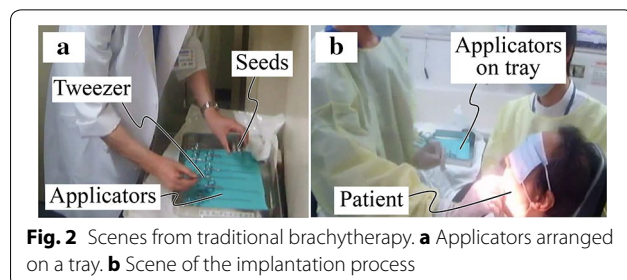 a
Seeds
Tweezer
Applicators
b
Applicators
on tray
Patient
Fig. 2 Scenes from traditional brachytherapy. a Applicators arranged
on a tray. b Scene of the implantation process